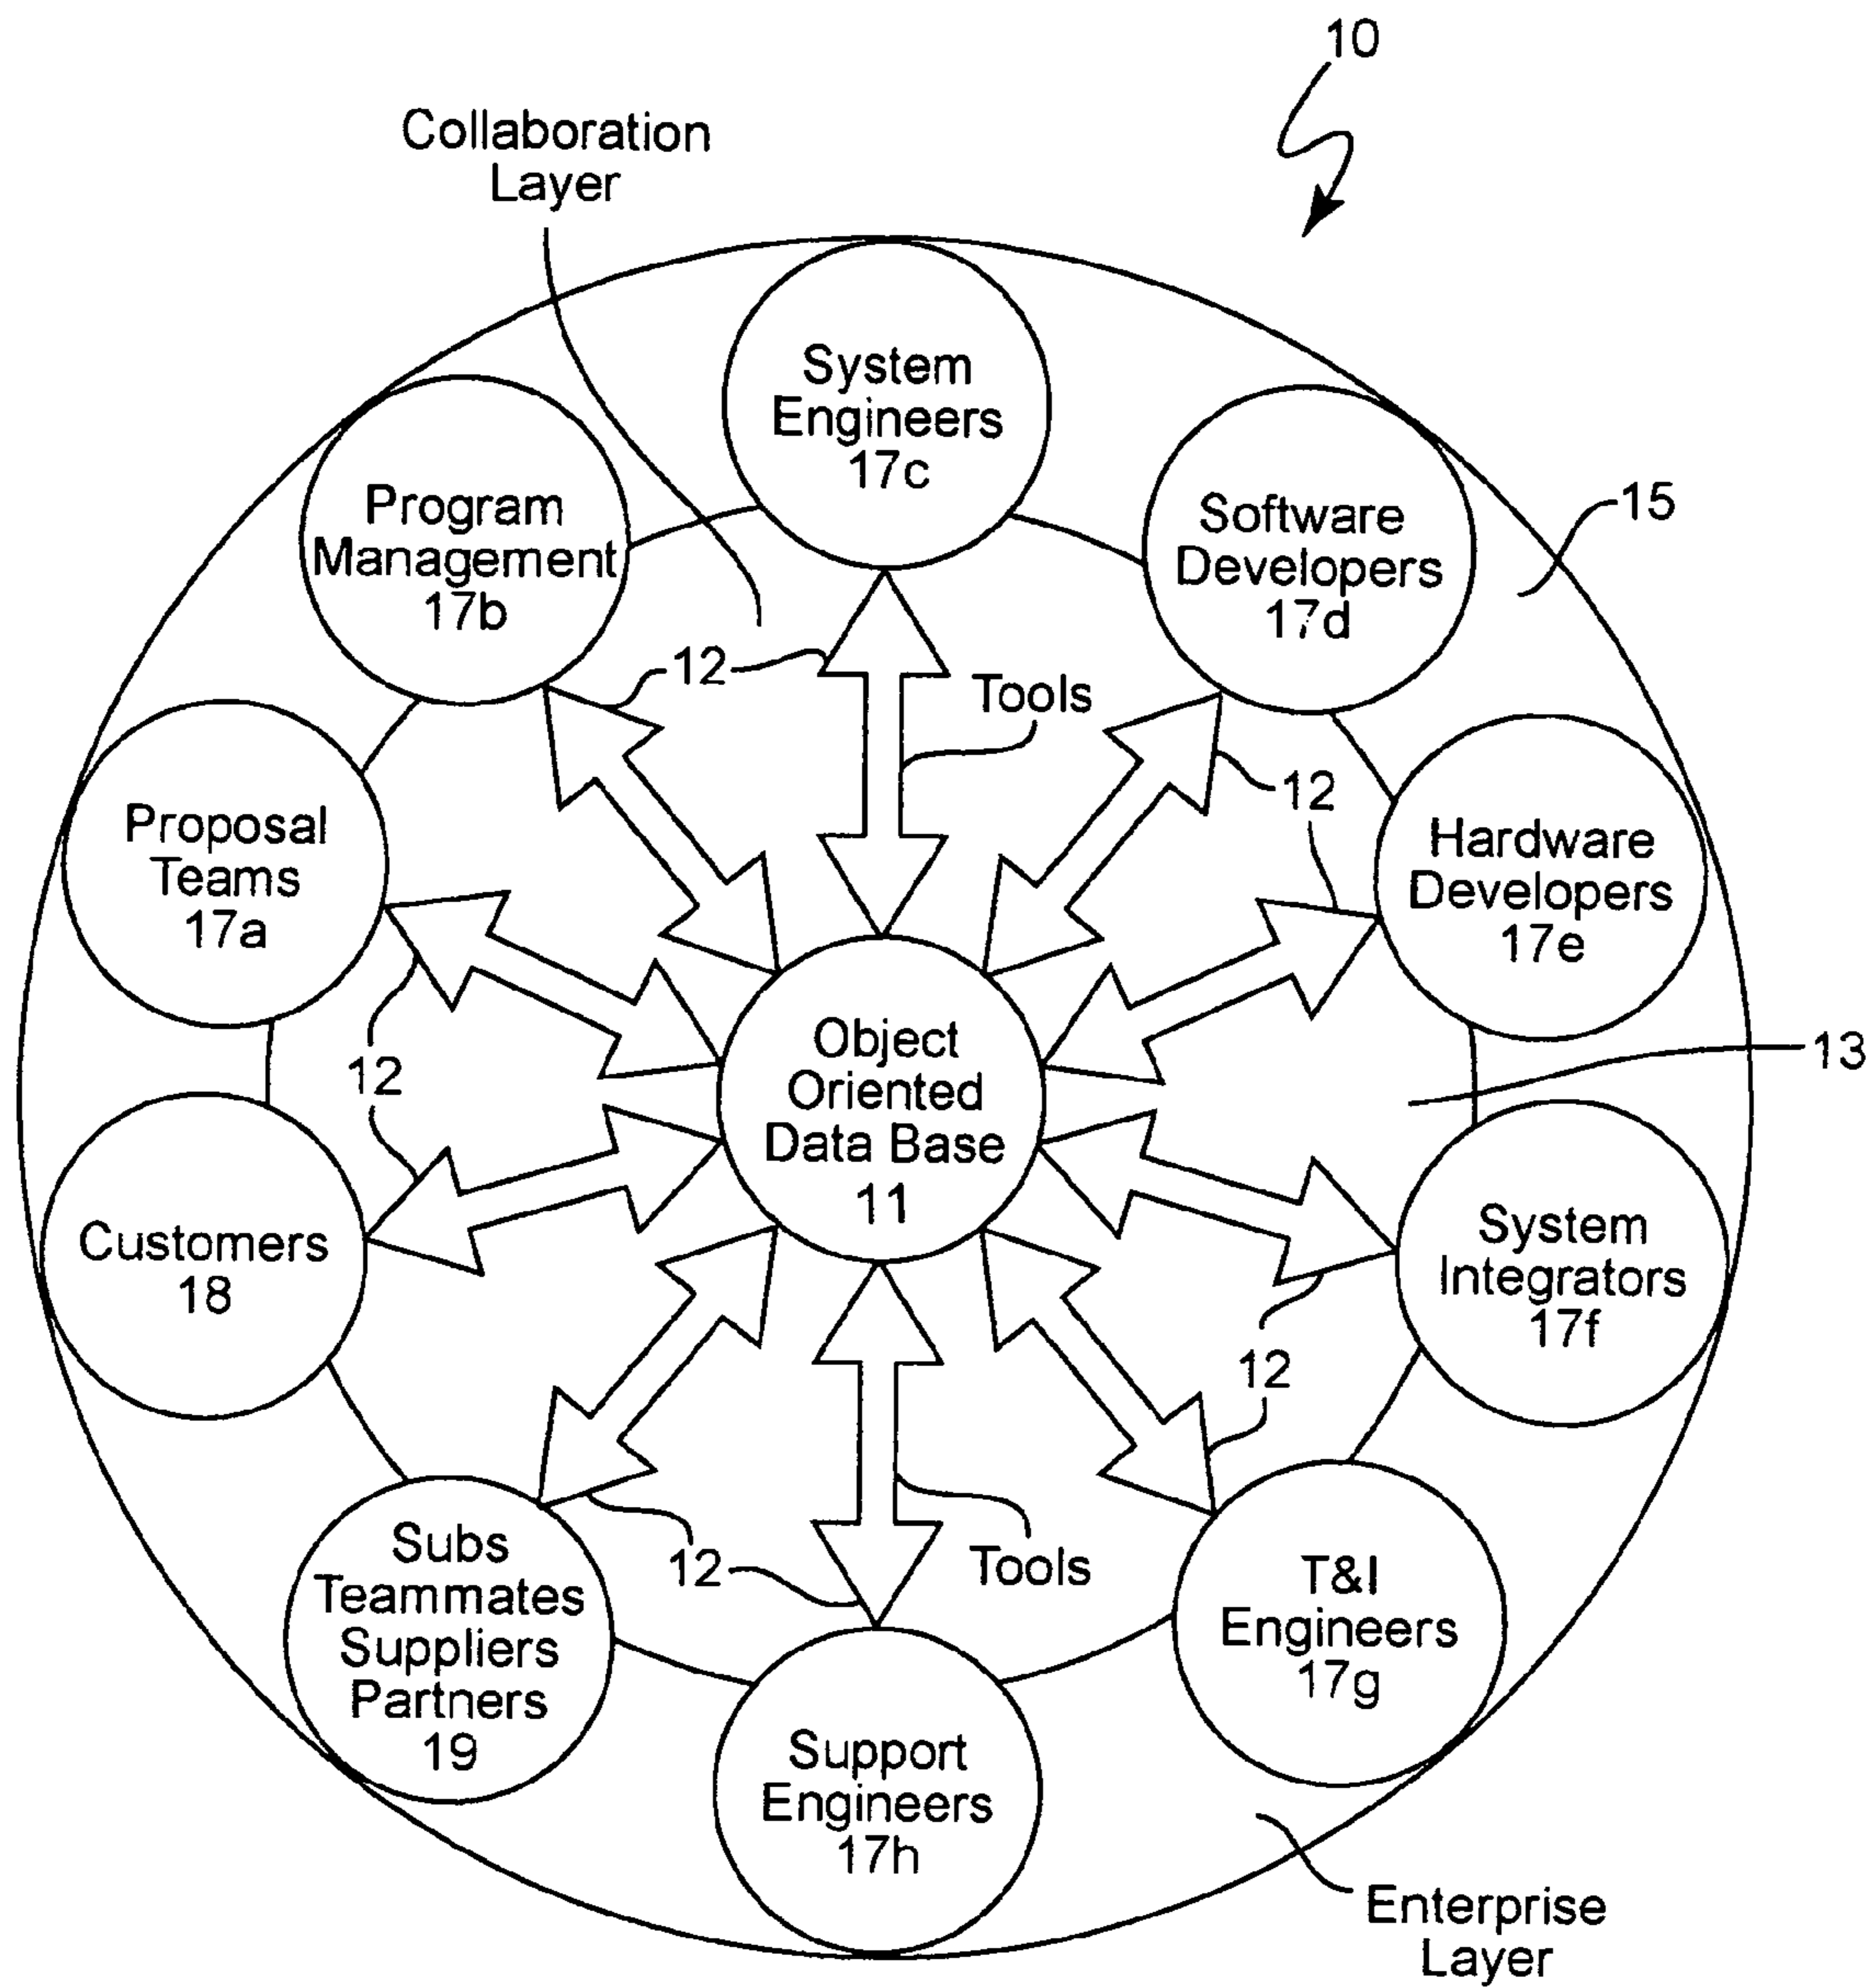 10
Collaboration
Layer
System
Engineers
17c
Program
Management
17b
Software
Developers
17d
15
12
Tools
12
Proposal
Teams
17a
Hardware
Developers
17e
Object
Oriented
Data Base
11
13
12
Customers
18
System
Integrators
17f
12
Subs
Teammates
Suppliers
Partners
19
12
Tools
T&I
Engineers
17g
Support
Engineers
17h
Enterprise
Layer